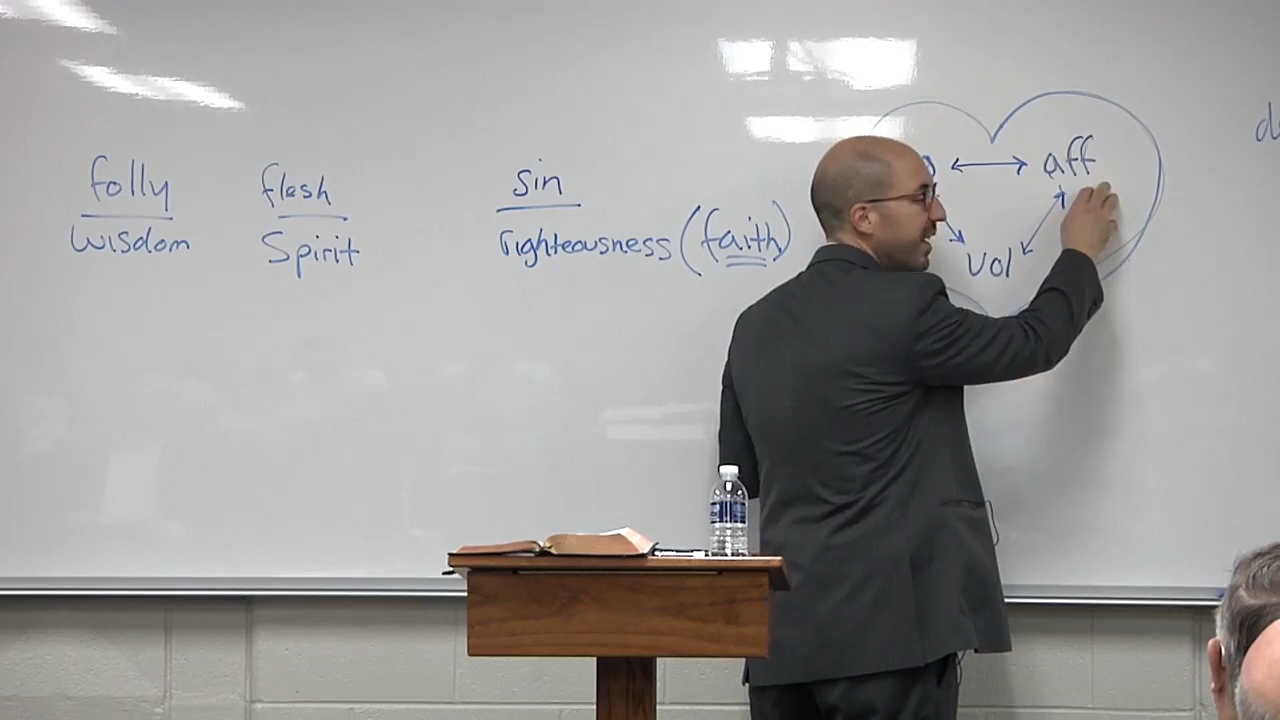 folly
wisdom
flesh
Spirit
sin
righteousness (faith)
aff
vol